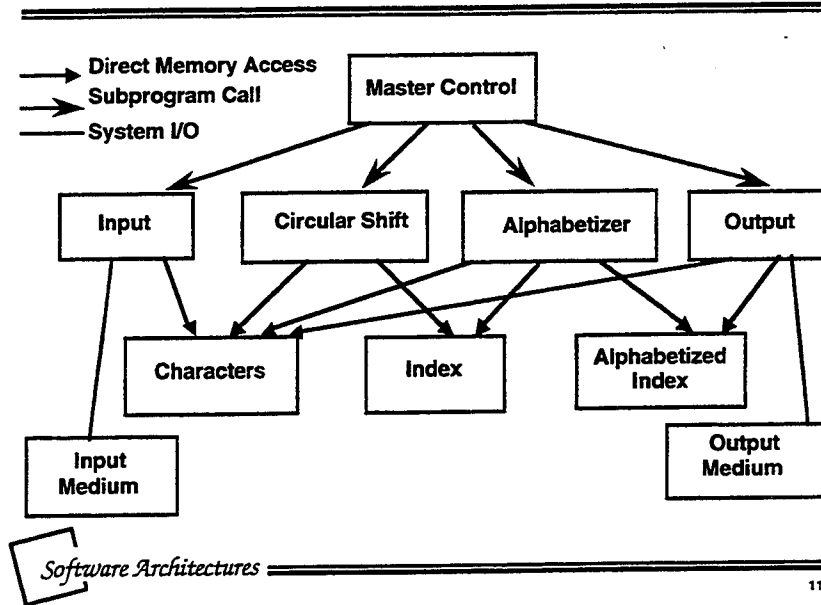 Direct Memory Access
Subprogram Call
System I/O
Master Control
Input
Circular Shift
Alphabetizer
Output
Characters
Index
Alphabetized
Index
Input
Medium
Output
Medium
Software Architectures
11